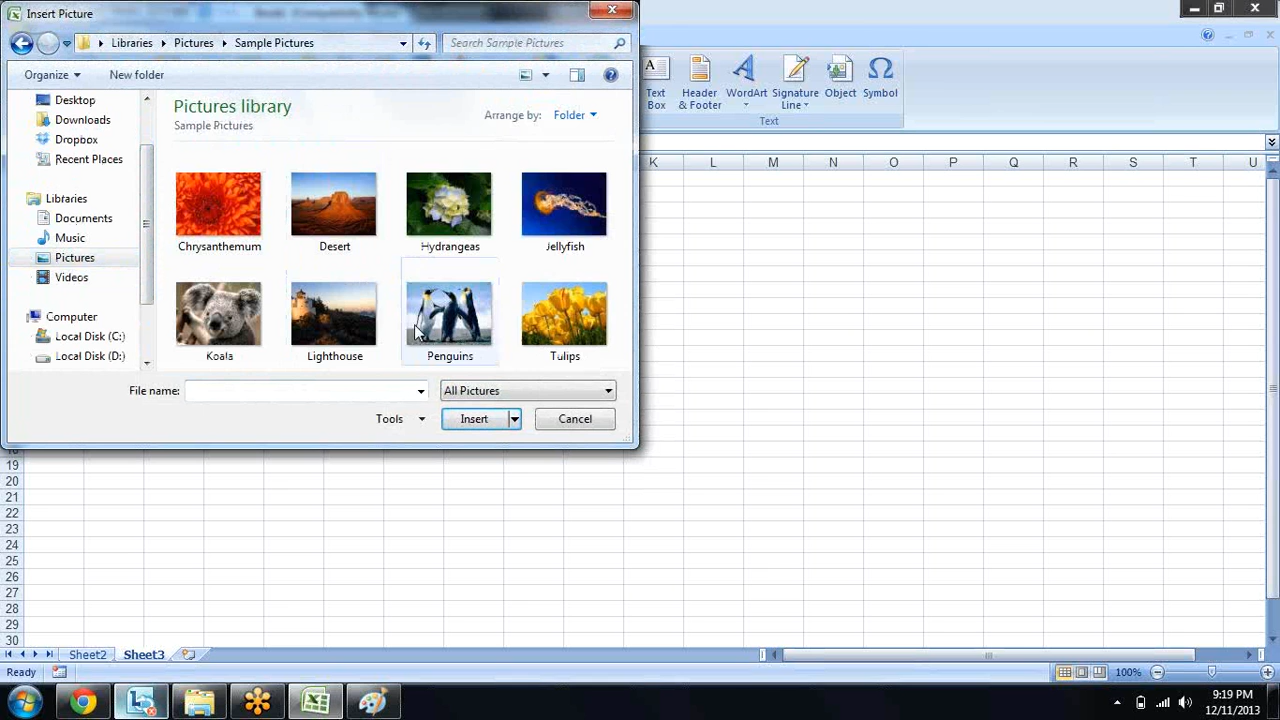 Insert Picture
Libraries Pictures Sample Pictures
Search Sample Pictures
Organize
New folder
Desktop
Downloads
Dropbox
Recent Places
Libraries
Documents
Music
Pictures
Videos
Computer
Local Disk (C:)
Local Disk (D:)
Pictures library
Sample Pictures
Arrange by: Folder
Chrysanthemum
Desert
Hydrangeas
Jellyfish
Koala
Lighthouse
Penguins
Tulips
File name:
All Pictures
Tools
Insert
Cancel
Text Box
Header & Footer
WordArt
Signature Line
Object
Symbol
Text
K L M N O P Q R S T U
19
20
21
22
23
24
25
26
27
28
29
30
Sheet2 Sheet3
Ready
100%
9:19 PM
12/11/2013